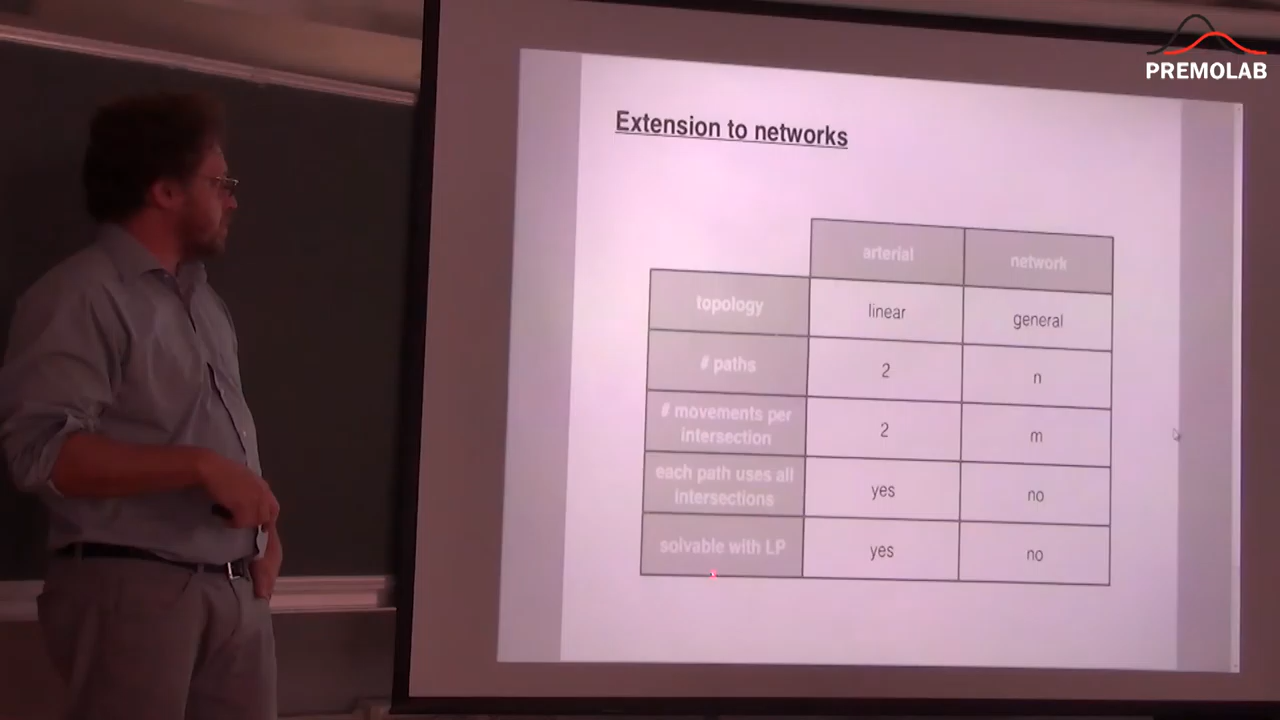 PREMOLAB
Extension to networks
arterial network
topology linear general
# paths 2 n
# movements per
intersection 2 m
each path uses all
intersections yes no
solvable with LP yes no